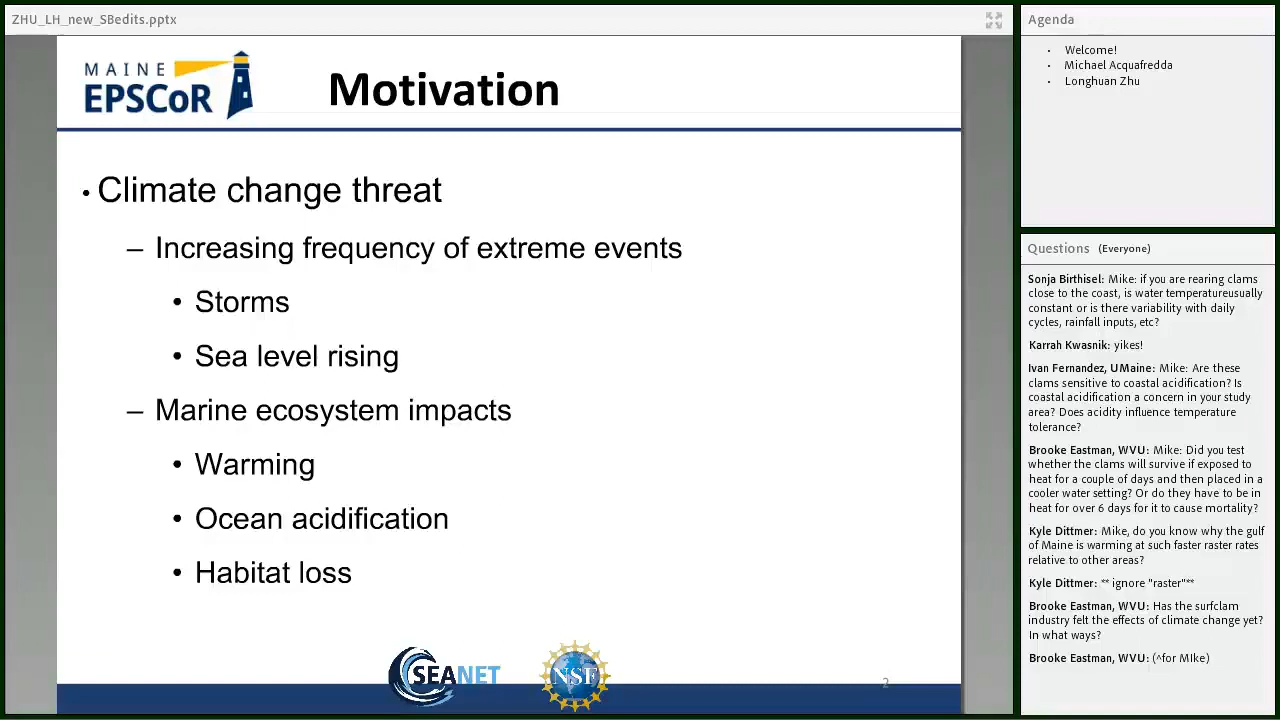 ZHU_LH_new_SBedits.pptx
MAINE
EPSCoR
Motivation
• Climate change threat
– Increasing frequency of extreme events
• Storms
• Sea level rising
– Marine ecosystem impacts
• Warming
• Ocean acidification
• Habitat loss
SEANET
NSF
2
Agenda
• Welcome!
• Michael Acquafredda
• Longhuan Zhu
Questions (Everyone)
Sonja Birthisel: Mike: if you are rearing clams
close to the coast, is water temperatureusually
constant or is there variability with daily
cycles, rainfall inputs, etc?
Karrah Kwasnik: yikes!
Ivan Fernandez, UMaine: Mike: Are these
clams sensitive to coastal acidification? Is
coastal acidification a concern in your study
area? Does acidity influence temperature
tolerance?
Brooke Eastman, WVU: Mike: Did you test
whether the clams will survive if exposed to
heat for a couple of days and then placed in a
cooler water setting? Or do they have to be in
heat for over 6 days for it to cause mortality?
Kyle Dittmer: Mike, do you know why the gulf
of Maine is warming at such faster raster rates
relative to other areas?
Kyle Dittmer: ** ignore "raster"**
Brooke Eastman, WVU: Has the surfclam
industry felt the effects of climate change yet?
In what ways?
Brooke Eastman, WVU: (^for MIke)